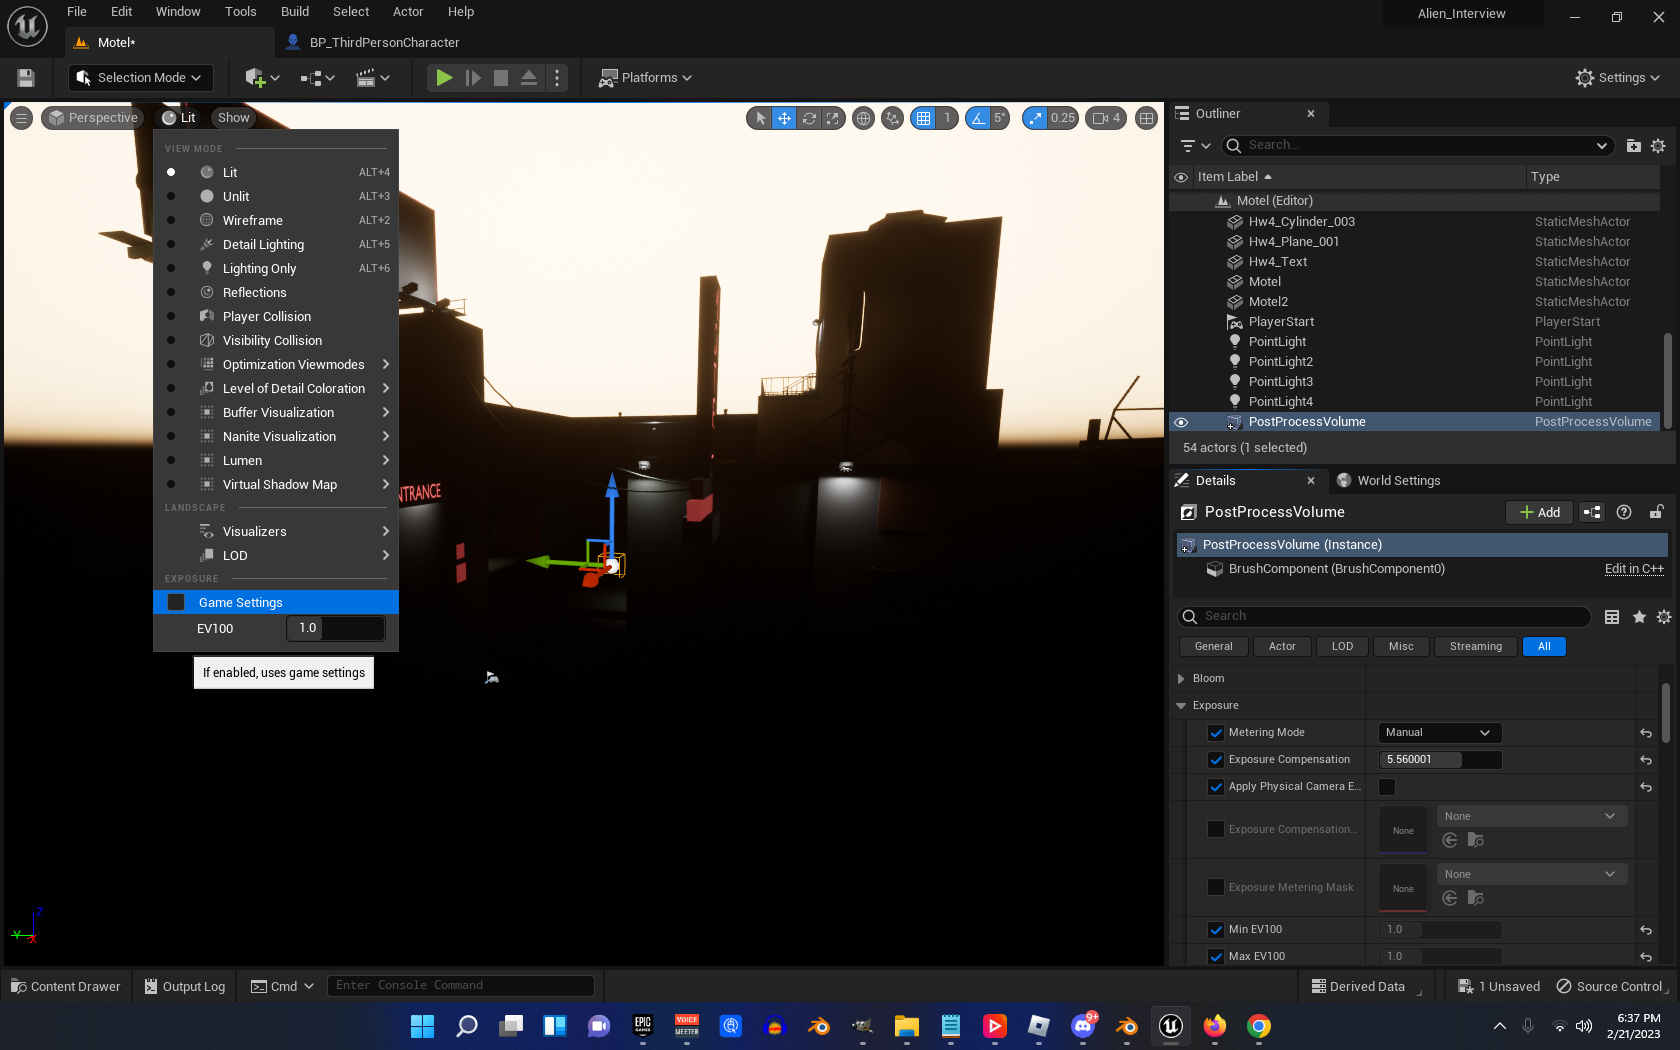 File Edit Window Tools Build Select Actor Help
Alien_Interview
Motel*
BP_ThirdPersonCharacter
Selection Mode
Platforms
Settings
Perspective
Lit
Show
1
5°
0.25
4
VIEW MODE
Lit ALT+4
Unlit ALT+3
Wireframe ALT+2
Detail Lighting ALT+5
Lighting Only ALT+6
Reflections
Player Collision
Visibility Collision
Optimization Viewmodes
Level of Detail Coloration
Buffer Visualization
Nanite Visualization
Lumen
Virtual Shadow Map
LANDSCAPE
Visualizers
LOD
EXPOSURE
Game Settings
EV100 1.0
If enabled, uses game settings
NTRANCE
Z
Y
X
Outliner
Search...
Item Label Type
Motel (Editor)
Hw4_Cylinder_003 StaticMeshActor
Hw4_Plane_001 StaticMeshActor
Hw4_Text StaticMeshActor
Motel StaticMeshActor
Motel2 StaticMeshActor
PlayerStart PlayerStart
PointLight PointLight
PointLight2 PointLight
PointLight3 PointLight
PointLight4 PointLight
PostProcessVolume PostProcessVolume
54 actors (1 selected)
Details
World Settings
PostProcessVolume
Add
PostProcessVolume (Instance)
BrushComponent (BrushComponent0) Edit in C++
Search
General Actor LOD Misc Streaming All
Bloom
Exposure
Metering Mode Manual
Exposure Compensation 5.560001
Apply Physical Camera E...
Exposure Compensation... None None
Exposure Metering Mask None None
Min EV100 1.0
Max EV100 1.0
Content Drawer
Output Log
Cmd
Enter Console Command
Derived Data
1 Unsaved
Source Control
EPIC GAMES
VOICE MEETER
9+
6:37 PM
2/21/2023